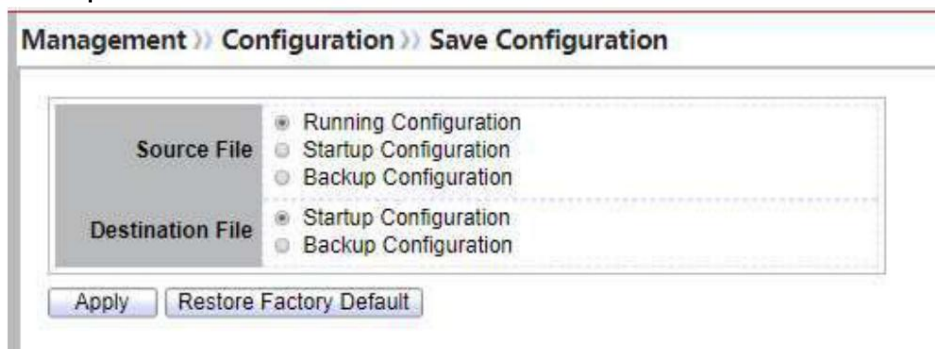 Management » Configuration » Save Configuration
Source File
Running Configuration
Startup Configuration
Backup Configuration
Destination File
Startup Configuration
Backup Configuration
Apply Restore Factory Default